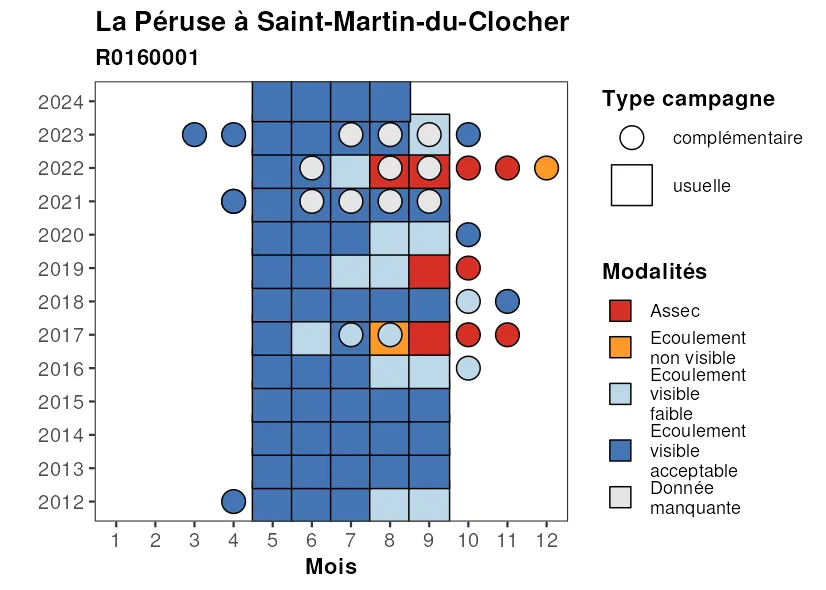 La Péruse à Saint-Martin-du-Clocher
R0160001
2024
2023
2022
2021
2020
2019
2018
2017
2016
2015
2014
2013
2012
1 2 3 4 5 6 7 8 9 10 11 12
Mois
Type campagne
complémentaire
usuelle
Modalités
Assec
Ecoulement
non visible
Ecoulement
visible
faible
Ecoulement
visible
acceptable
Donnée
manquante